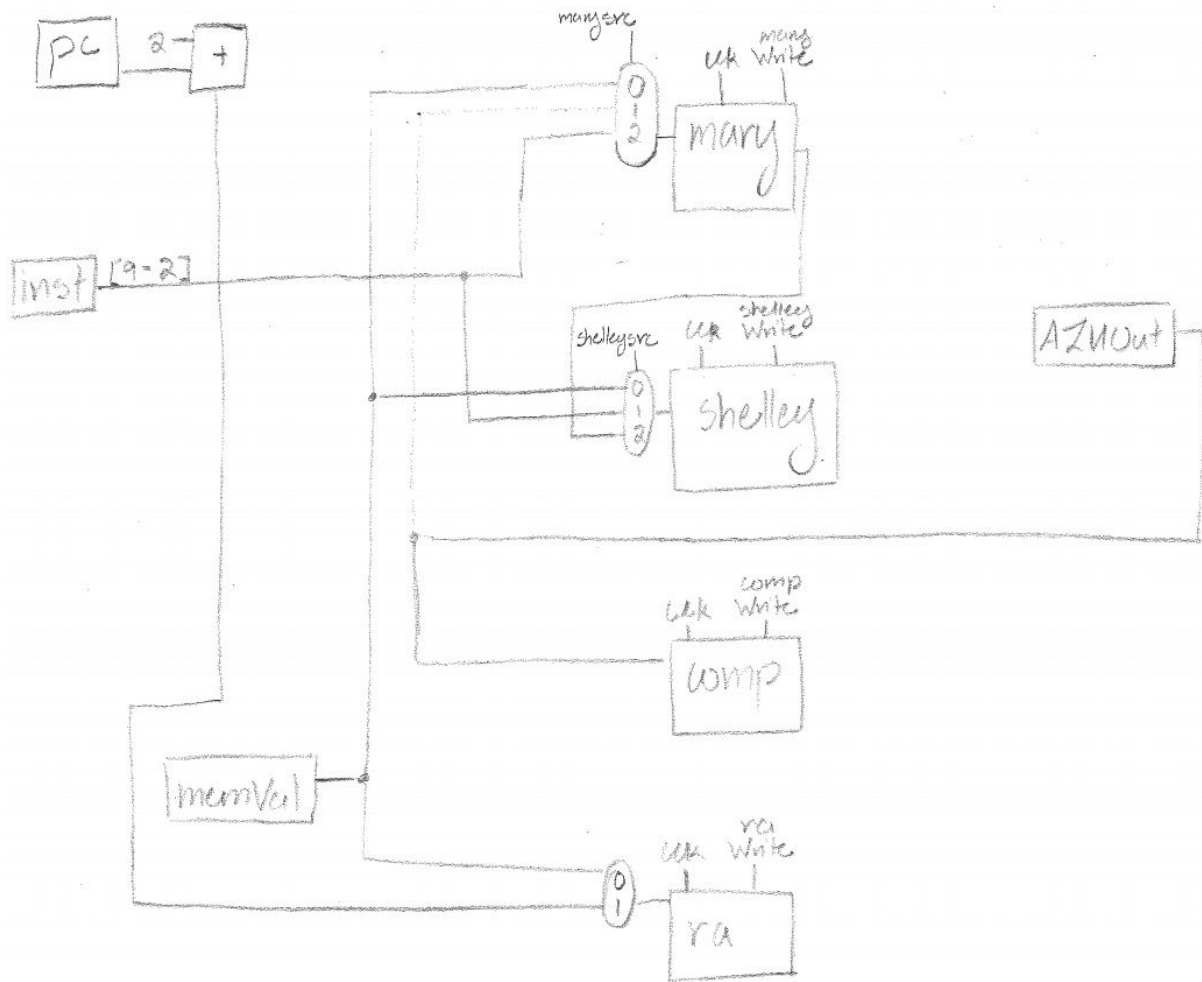 PC
2
+
marysrc
0
1
2
clk
mary
Write
mary
inst
[9-2]
shelleysrc
0
1
2
clk
shelley
Write
shelley
ALUOut
clk
comp
Write
comp
memVal
0
1
clk
ra
Write
ra